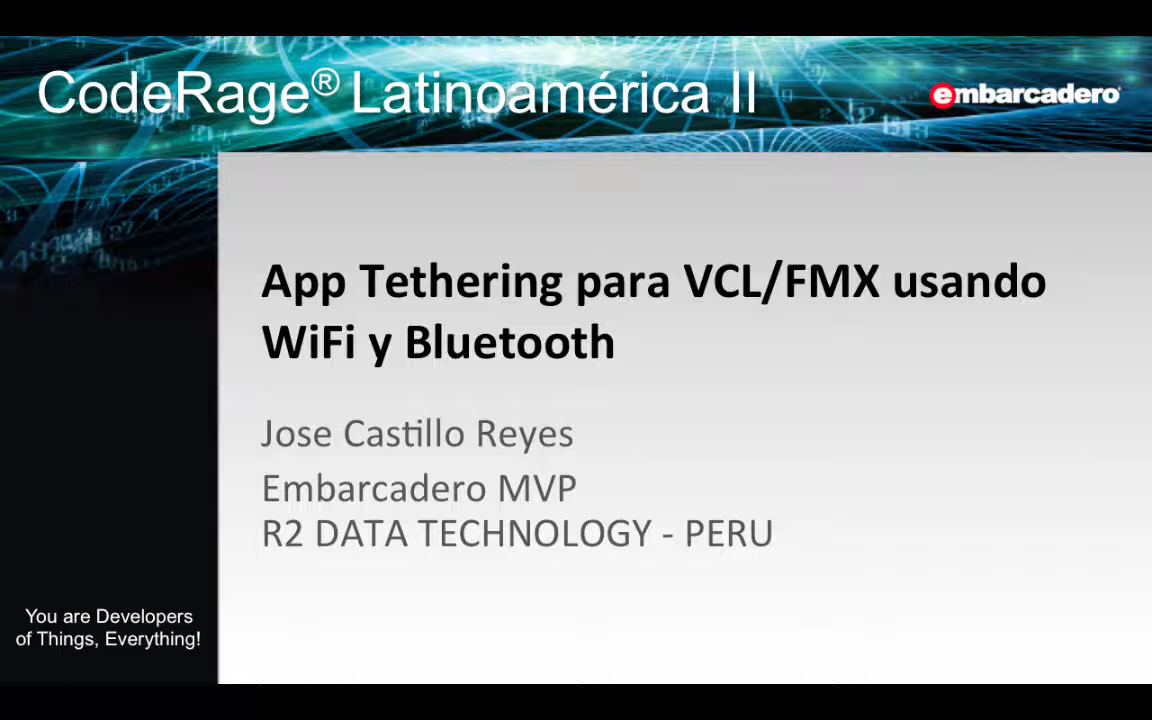 CodeRage® Latinoamérica II
embarcadero
App Tethering para VCL/FMX usando
WiFi y Bluetooth
Jose Castillo Reyes
Embarcadero MVP
R2 DATA TECHNOLOGY - PERU
You are Developers
of Things, Everything!